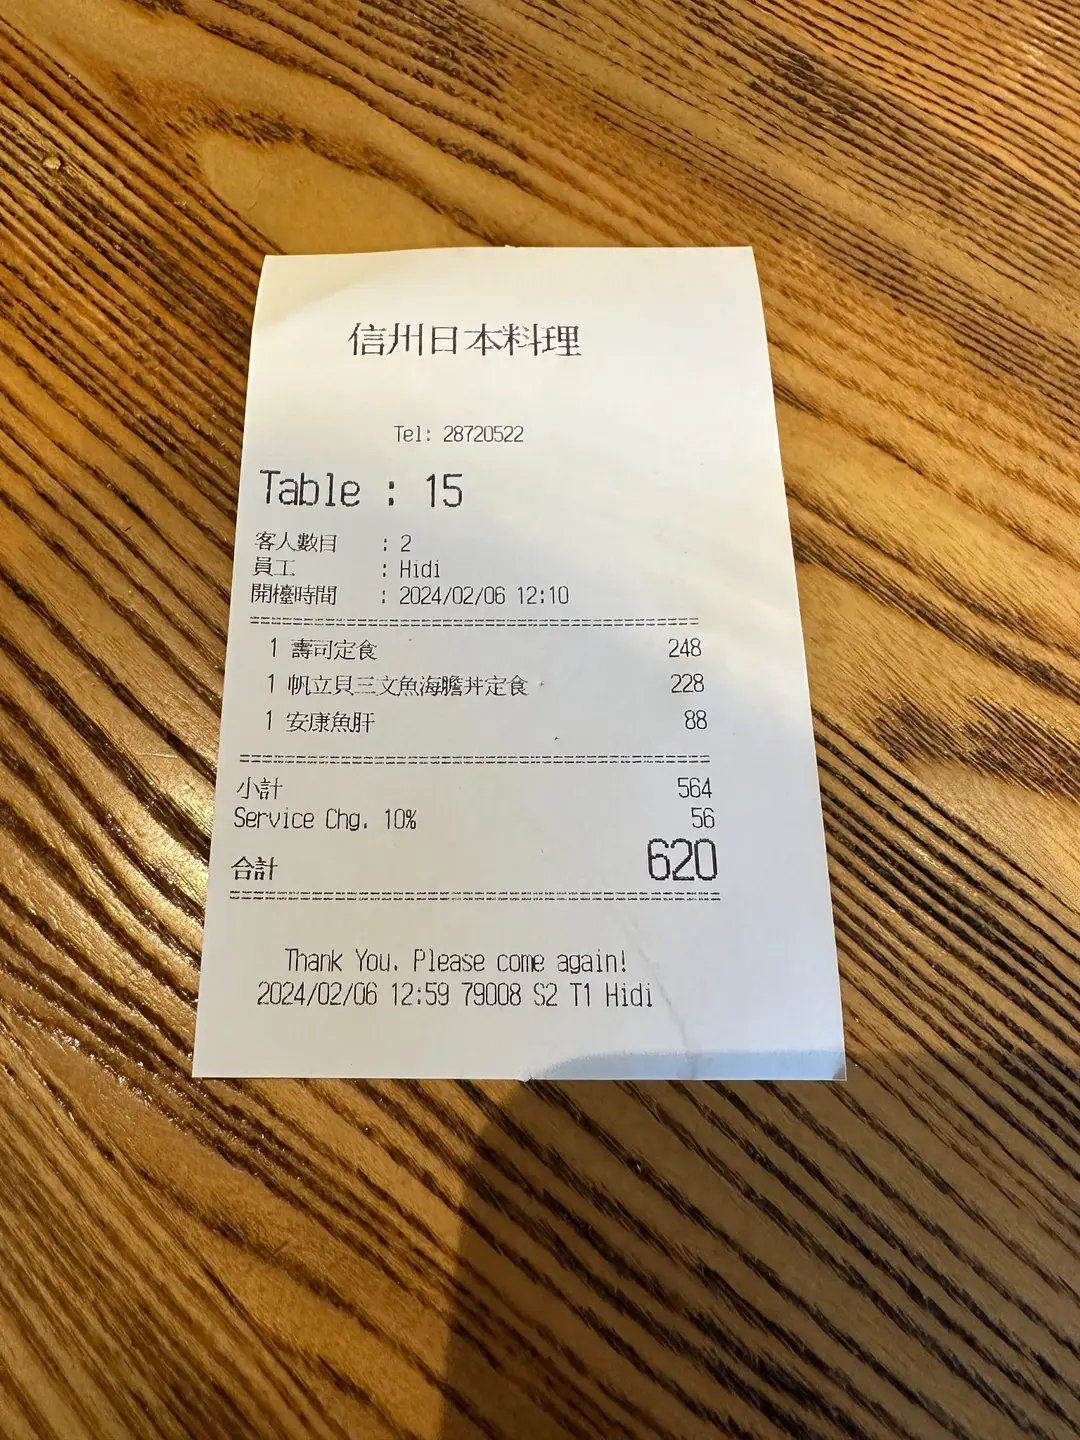 信州日本料理
Tel: 28720522
Table : 15
客人數目 : 2
員工 : Hidi
開檯時間 : 2024/02/06 12:10
1 壽司定食 248
1 帆立貝三文魚海膽丼定食 228
1 安康魚肝 88
小計 564
Service Chg. 10% 56
合計 620
Thank You. Please come again!
2024/02/06 12:59 79008 S2 T1 Hidi